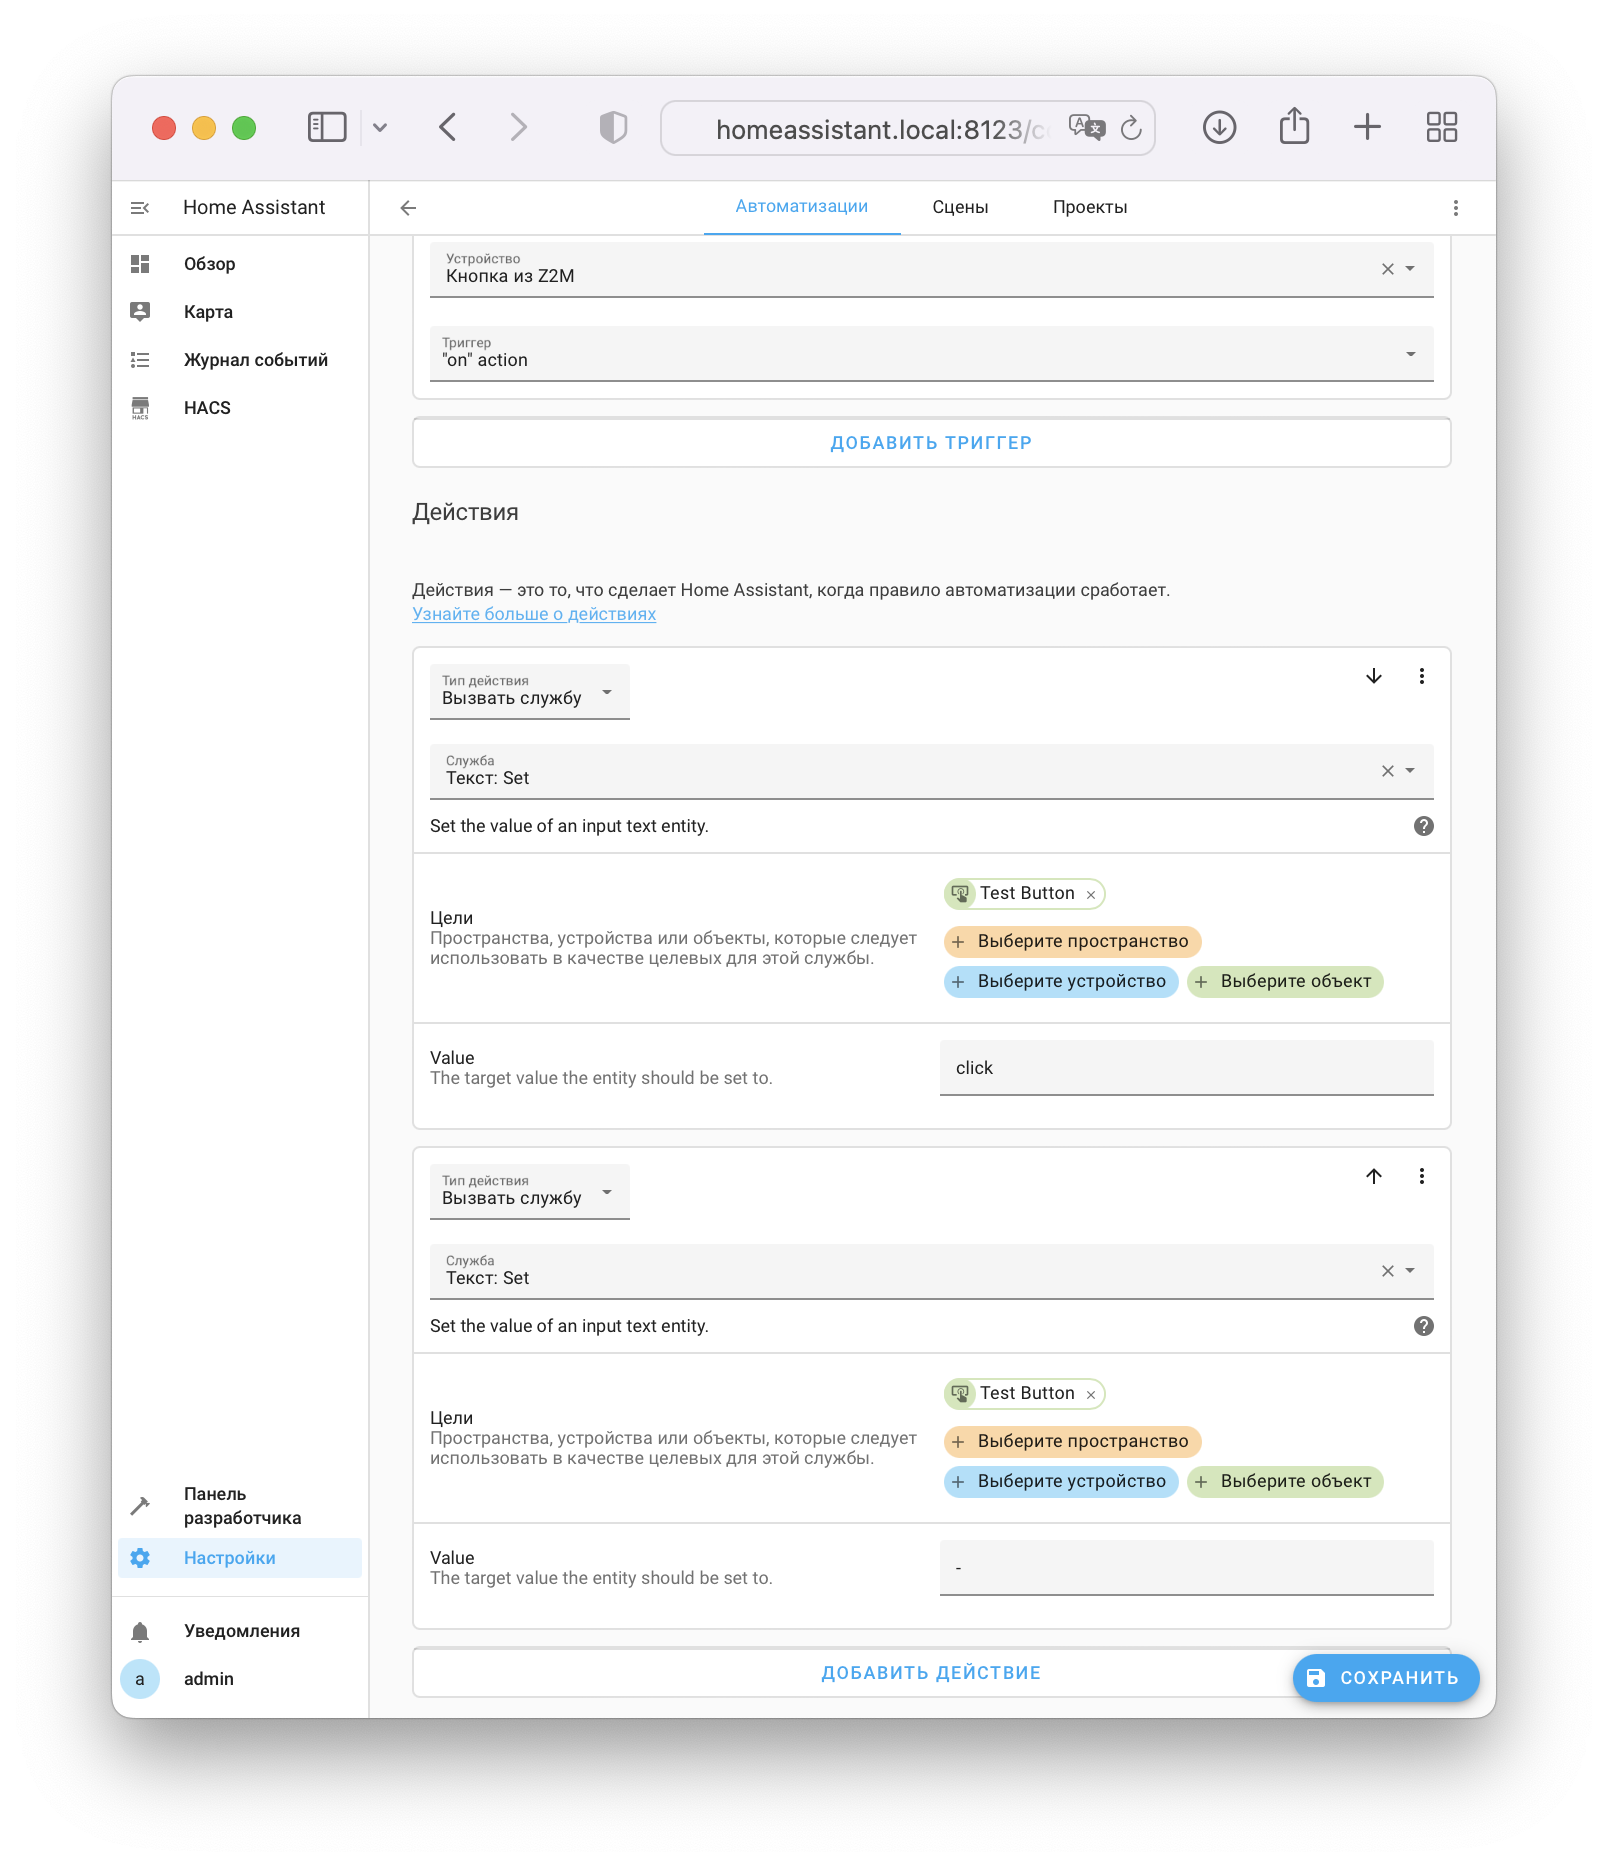 homeassistant.local:8123/c
Home Assistant
Автоматизации
Сцены
Проекты
Обзор
Карта
Журнал событий
HACS
Панель
разработчика
Настройки
Уведомления
a
admin
Устройство
Кнопка из Z2M
Триггер
"on" action
ДОБАВИТЬ ТРИГГЕР
Действия
Действия — это то, что сделает Home Assistant, когда правило автоматизации сработает.
Узнайте больше о действиях
Тип действия
Вызвать службу
Служба
Текст: Set
Set the value of an input text entity.
Цели
Пространства, устройства или объекты, которые следует
использовать в качестве целевых для этой службы.
Test Button
Выберите пространство
Выберите устройство
Выберите объект
Value
The target value the entity should be set to.
click
Тип действия
Вызвать службу
Служба
Текст: Set
Set the value of an input text entity.
Цели
Пространства, устройства или объекты, которые следует
использовать в качестве целевых для этой службы.
Test Button
Выберите пространство
Выберите устройство
Выберите объект
Value
The target value the entity should be set to.
-
ДОБАВИТЬ ДЕЙСТВИЕ
СОХРАНИТЬ